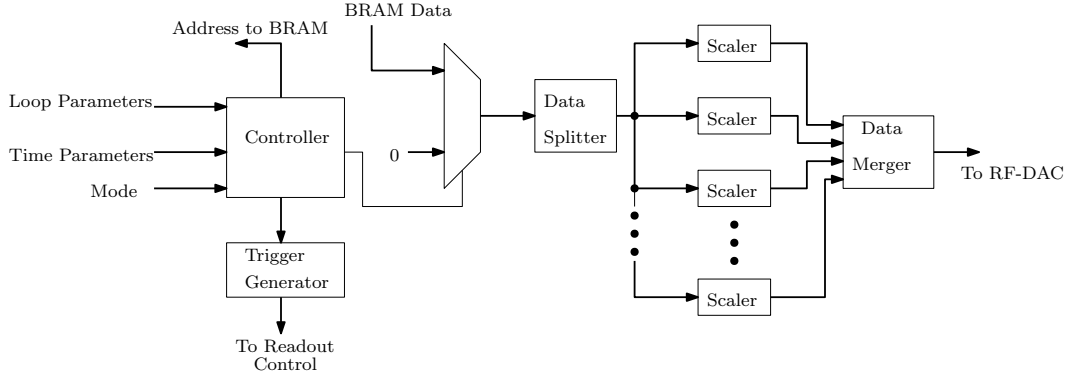 BRAM Data
Address to BRAM
Loop Parameters
Time Parameters
Mode
Controller
0
Trigger
Generator
To Readout
Control
Data
Splitter
Scaler
Scaler
Scaler
Scaler
Data
Merger
To RF-DAC